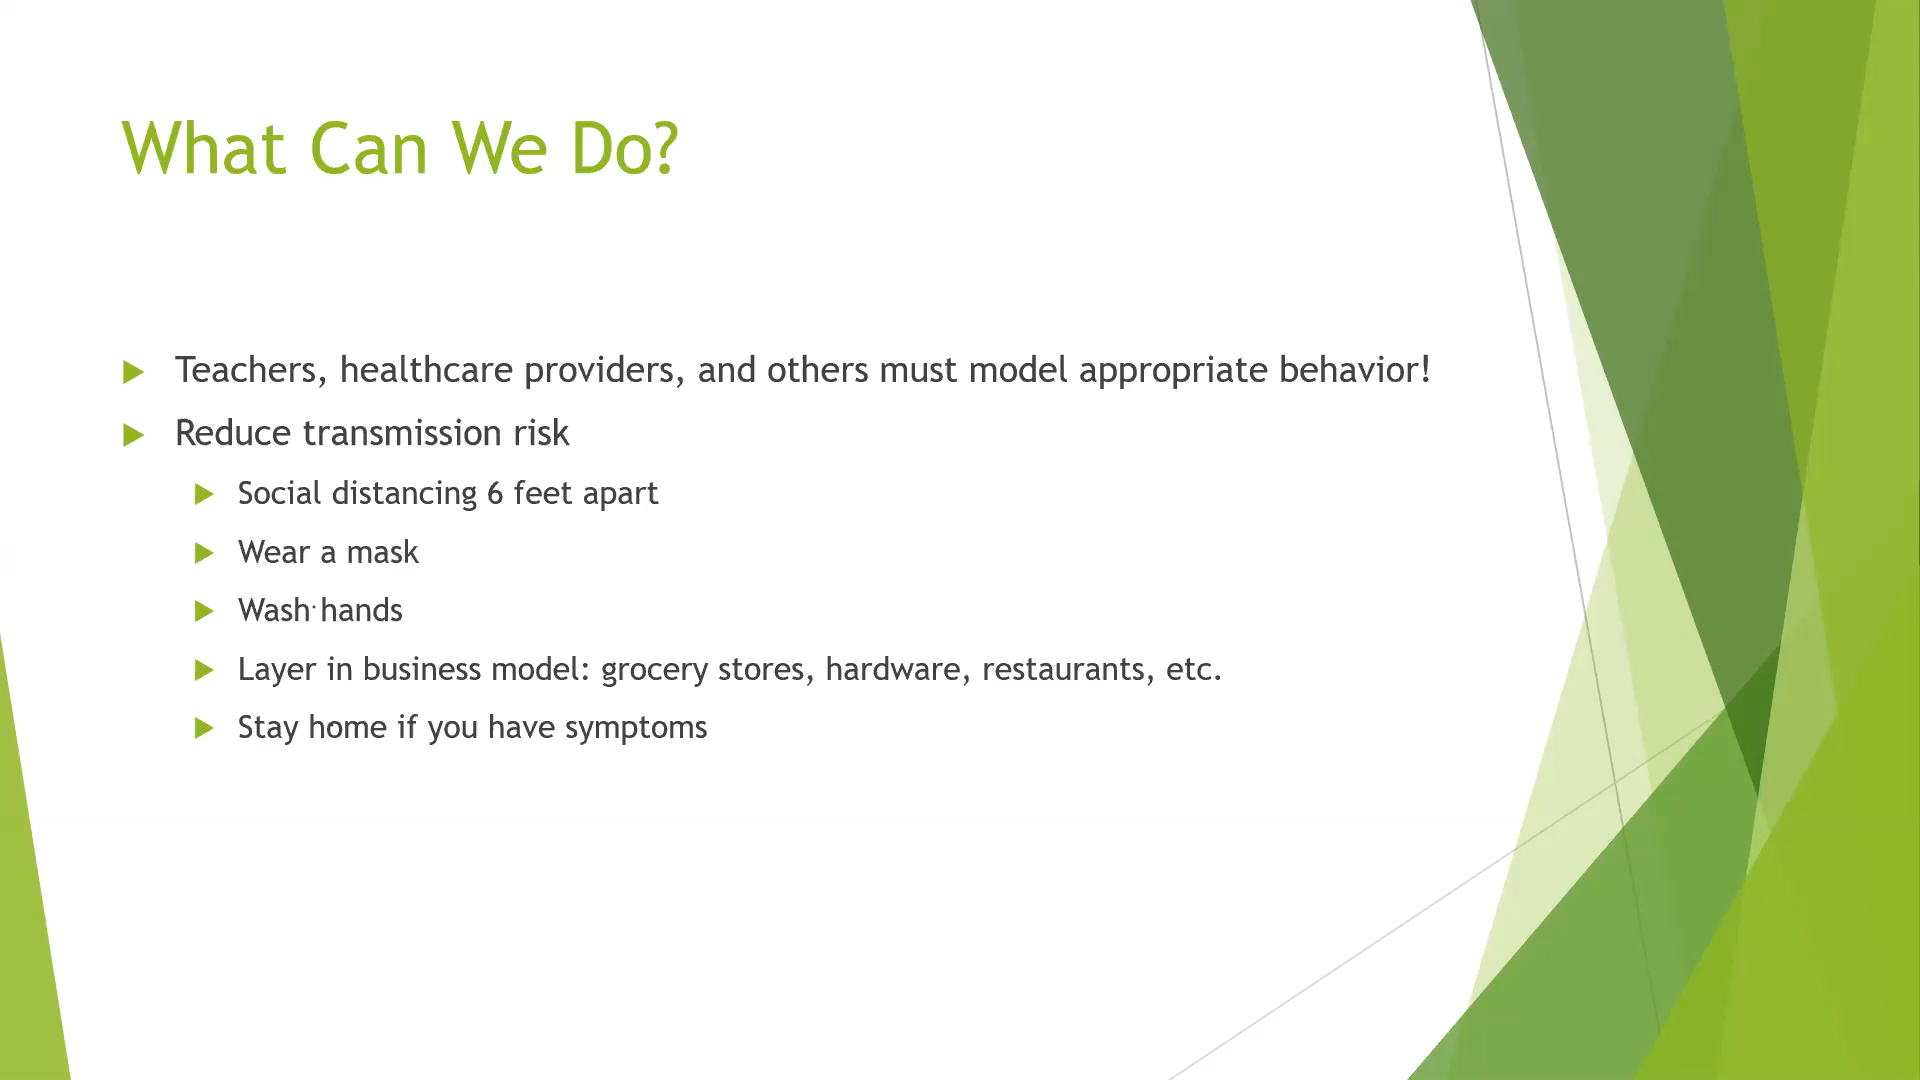 What Can We Do?
Teachers, healthcare providers, and others must model appropriate behavior!
Reduce transmission risk
Social distancing 6 feet apart
Wear a mask
Wash hands
Layer in business model: grocery stores, hardware, restaurants, etc.
Stay home if you have symptoms